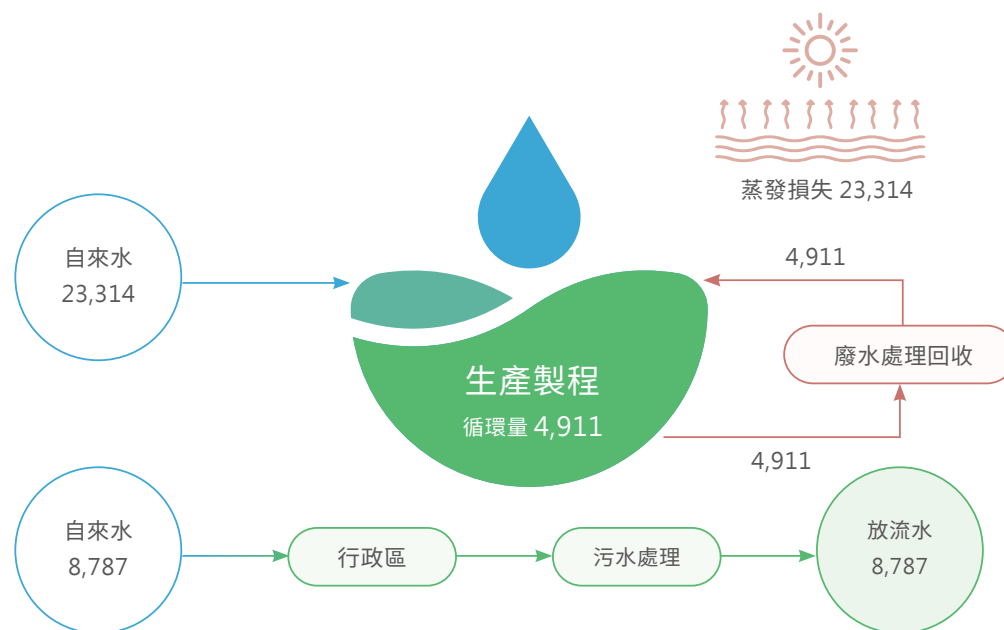 蒸發損失 23,314
自來水
23,314
4,911
廢水處理回收
生產製程
循環量 4,911
4,911
自來水
8,787
行政區
污水處理
放流水
8,787